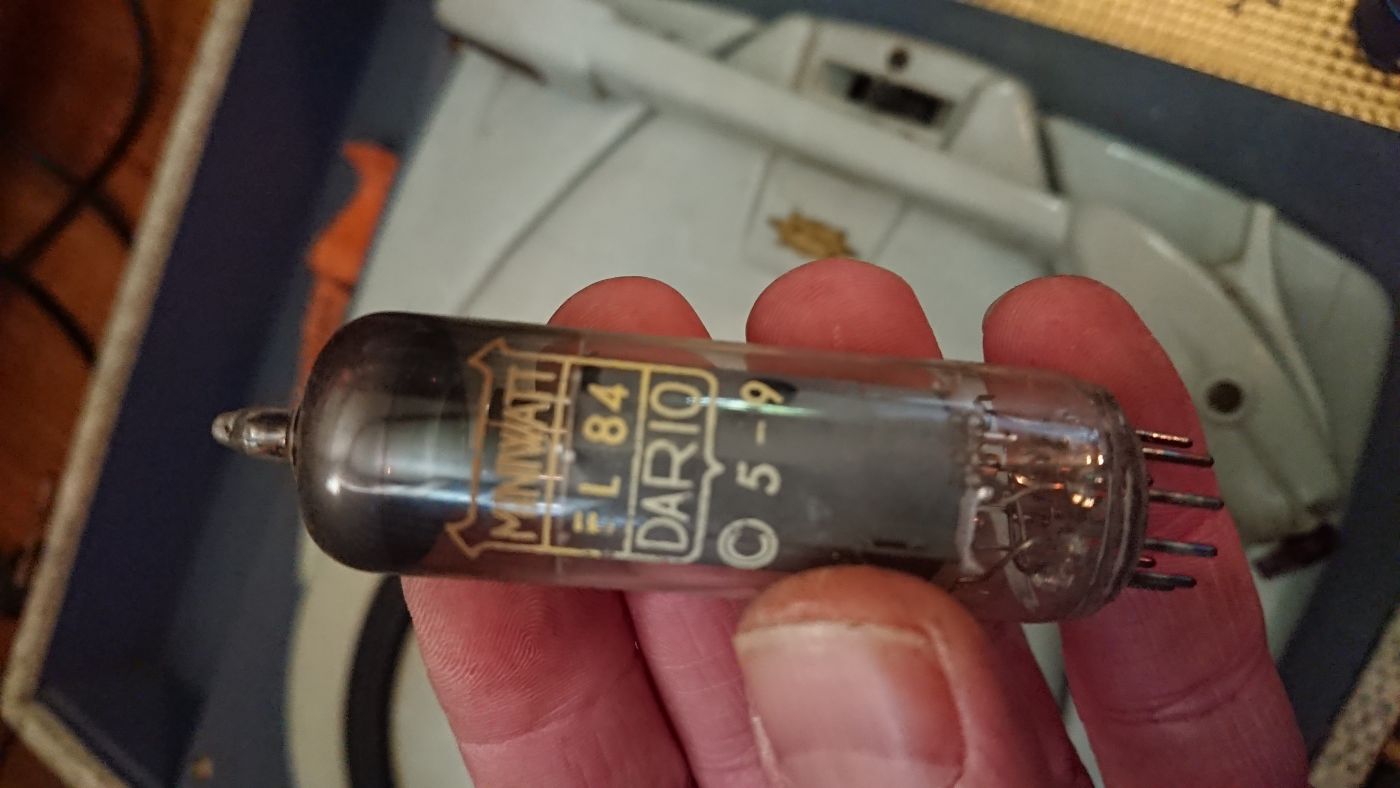 MINIWATT
EL 84
DARIO
© 5-9